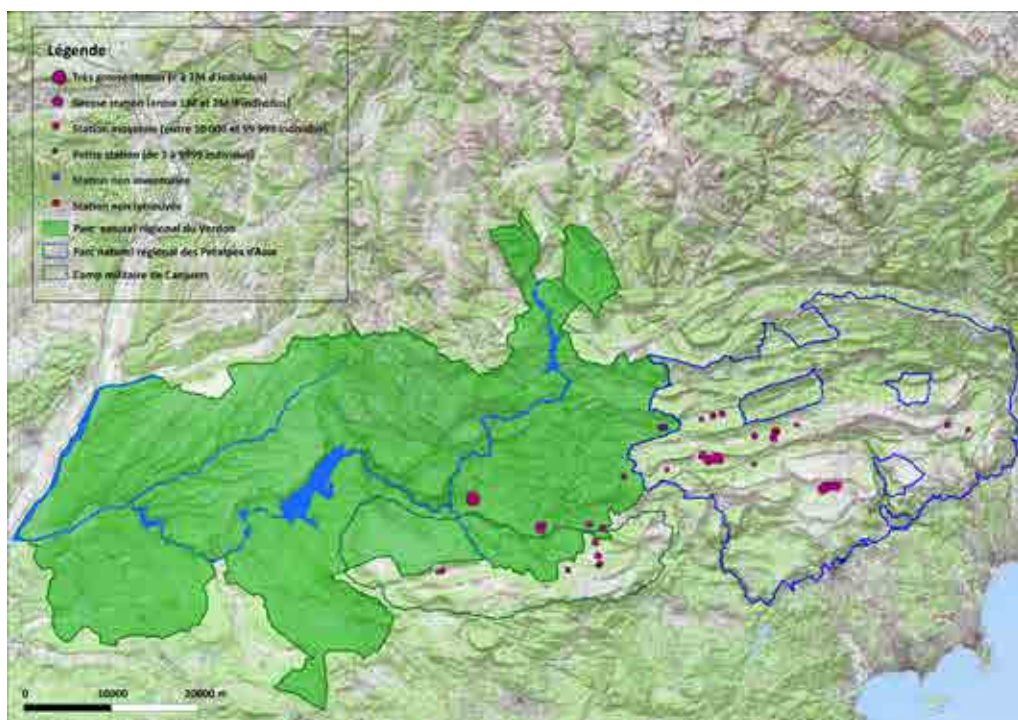 Légende
Très grosse station (> à 2M d'individus)
Grosse station (entre 1M et 2M d'individus)
Station moyenne (entre 10 000 et 99 999 individus)
Petite station (de 1 à 9999 individus)
Station non inventoriée
Station non retrouvée
Parc naturel régional du Verdon
Parc naturel régional des Préalpes d'Azur
Camp militaire de Canjuers
0 10000 20000 m